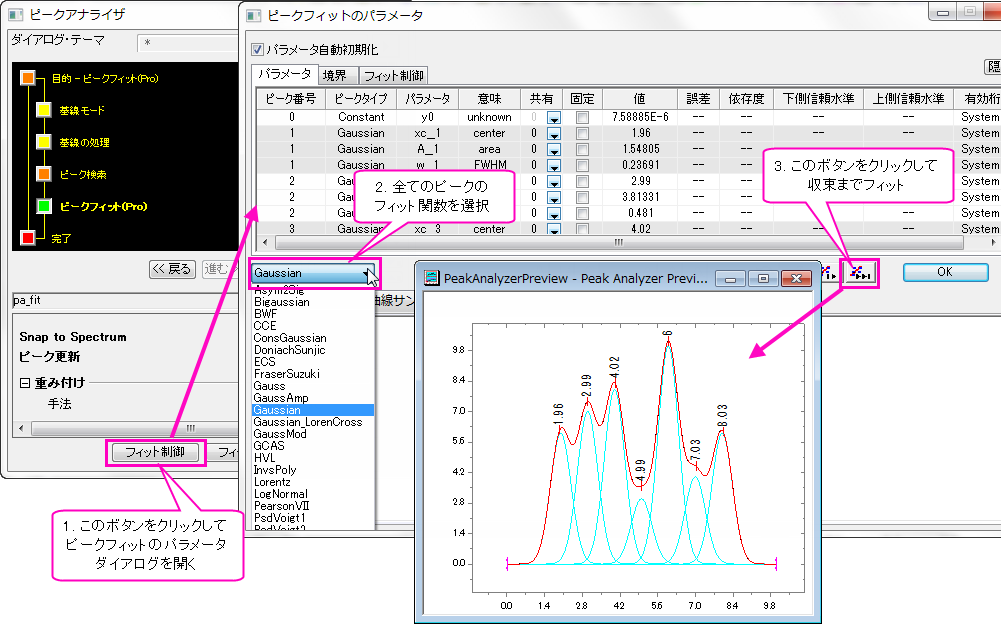 ピークアナライザ
ダイアログ・テーマ
*
目的 - ピークフィット(Pro)
基線モード
基線の処理
ピーク検索
ピークフィット(Pro)
完了
<< 戻る
進む
pa_fit
Snap to Spectrum
ピーク更新
重み付け
手法
フィット制御
フィ
1. このボタンをクリックして
ピークフィットのパラメータ
ダイアログを開く
ピークフィットのパラメータ
パラメータ自動初期化
パラメータ 境界 フィット制御
ピーク番号 ピークタイプ パラメータ 意味 共有 固定 値 誤差 依存度 下側信頼水準 上側信頼水準 有効桁
0 Constant y0 unknown 0 7.58885E-6 -- -- -- -- System
1 Gaussian xc_1 center 0 1.96 -- -- -- -- System
1 Gaussian A_1 area 0 1.54805 -- -- -- -- System
1 Gaussian w_1 FWHM 0 0.23691 -- -- System
2 Gau 0 2.99 -- -- System
2 Gau 0 3.81331 -- -- System
2 Gau 0 0.481 -- -- -- System
3 Gaussian xc_3 center 0 4.02 -- -- -- System
2. 全てのピークの
フィット関数を選択
3. このボタンをクリックして
収束までフィット
OK
Gaussian
曲線サン
Asym2Sig
Bigaussian
BWF
CCE
ConsGaussian
DoniachSunjic
ECS
FraserSuzuki
Gauss
GaussAmp
Gaussian
Gaussian_LorenCross
GaussMod
GCAS
HVL
InvsPoly
Lorentz
LogNormal
PearsonVII
PsdVoigt1
PsdVoigt2
PeakAnalyzerPreview - Peak Analyzer Previ...
9.8
8.4
7.0
5.6
4.2
2.8
1.4
0.0
1.96
2.99
4.02
4.99
6
7.03
8.03
0.0 1.4 2.8 4.2 5.6 7.0 8.4 9.8